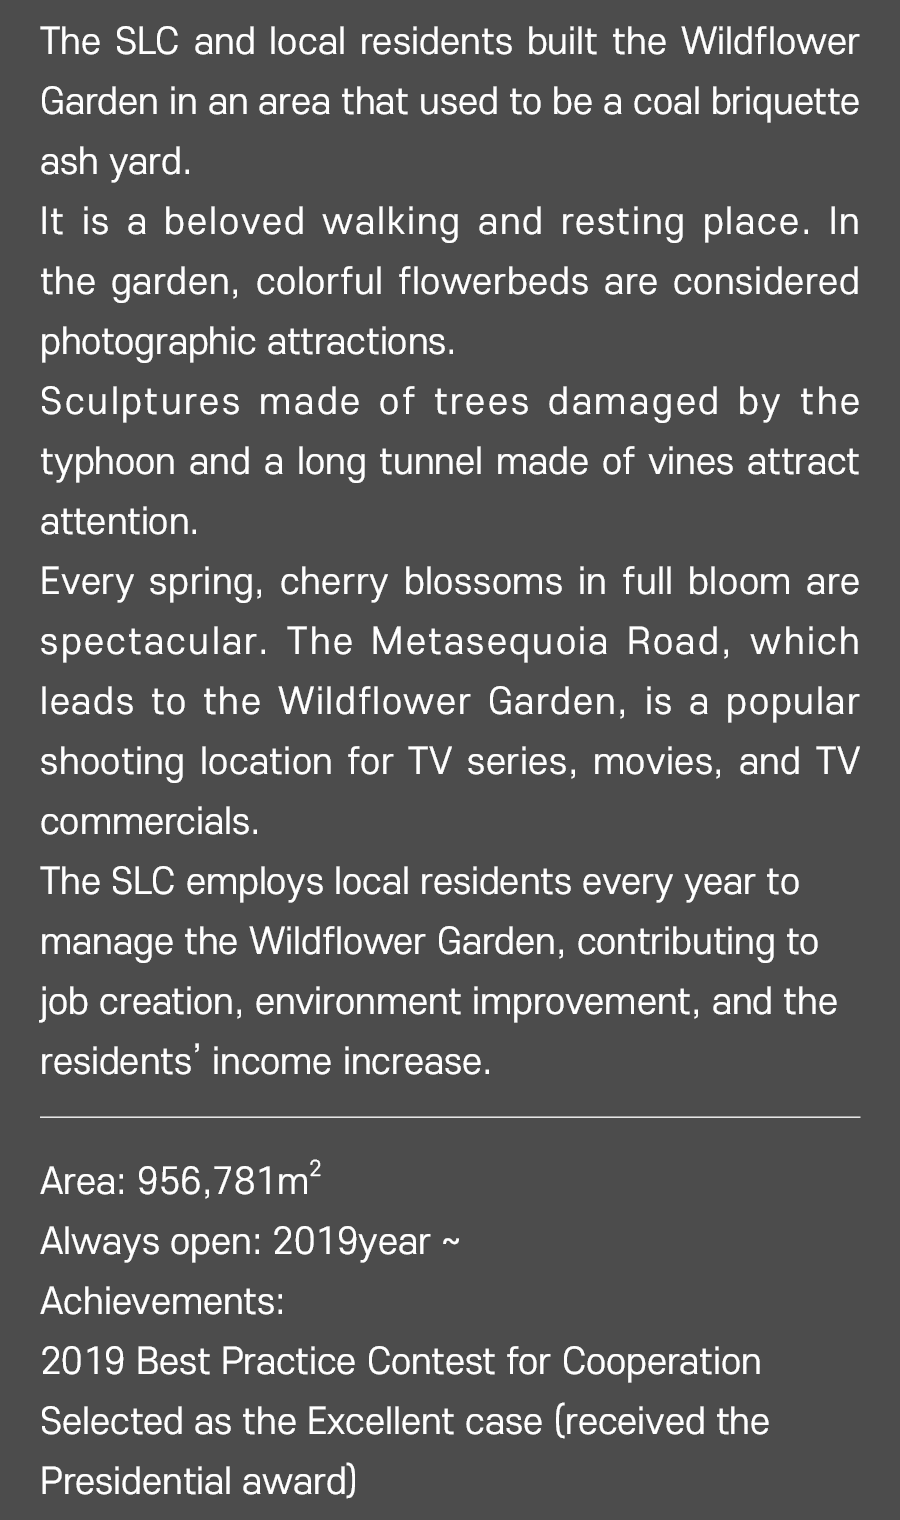 The SLC and local residents built the Wildflower
Garden in an area that used to be a coal briquette
ash yard.
It is a beloved walking and resting place. In
the garden, colorful flowerbeds are considered
photographic attractions.
Sculptures made of trees damaged by the
typhoon and a long tunnel made of vines attract
attention.
Every spring, cherry blossoms in full bloom are
spectacular. The Metasequoia Road, which
leads to the Wildflower Garden, is a popular
shooting location for TV series, movies, and TV
commercials.
The SLC employs local residents every year to
manage the Wildflower Garden, contributing to
job creation, environment improvement, and the
residents’ income increase.
Area: 956,781m²
Always open: 2019year ~
Achievements:
2019 Best Practice Contest for Cooperation
Selected as the Excellent case (received the
Presidential award)